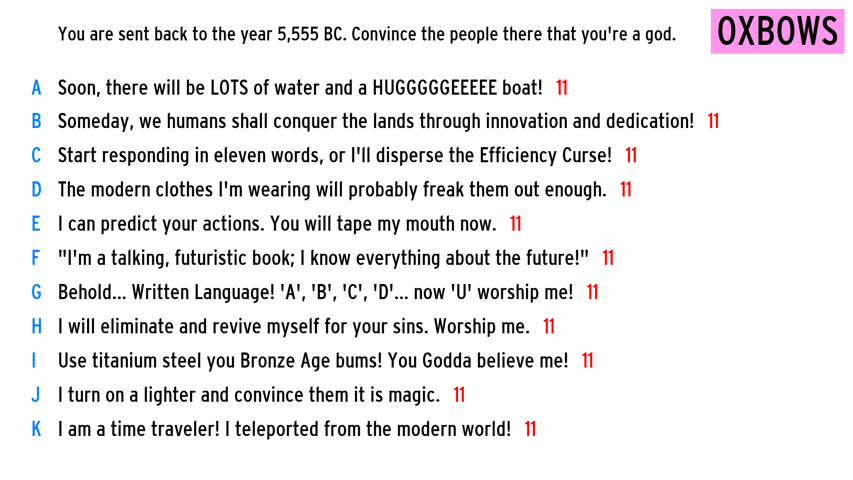 You are sent back to the year 5,555 BC. Convince the people there that you're a god.
OXBOWS
A Soon, there will be LOTS of water and a HUGGGGGEEEEE boat! 11
B Someday, we humans shall conquer the lands through innovation and dedication! 11
C Start responding in eleven words, or I'll disperse the Efficiency Curse! 11
D The modern clothes I'm wearing will probably freak them out enough. 11
E I can predict your actions. You will tape my mouth now. 11
F "I'm a talking, futuristic book; I know everything about the future!" 11
G Behold... Written Language! 'A', 'B', 'C', 'D'... now 'U' worship me! 11
H I will eliminate and revive myself for your sins. Worship me. 11
I Use titanium steel you Bronze Age bums! You Godda believe me! 11
J I turn on a lighter and convince them it is magic. 11
K I am a time traveler! I teleported from the modern world! 11